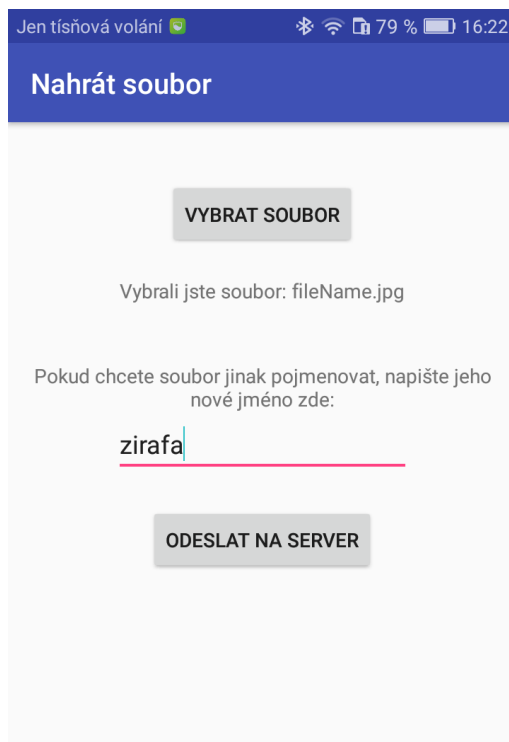 Jen tísňová volání 79 % 16:22
Nahrát soubor
VYBRAT SOUBOR
Vybrali jste soubor: fileName.jpg
Pokud chcete soubor jinak pojmenovat, napište jeho
nové jméno zde:
zirafa
ODESLAT NA SERVER